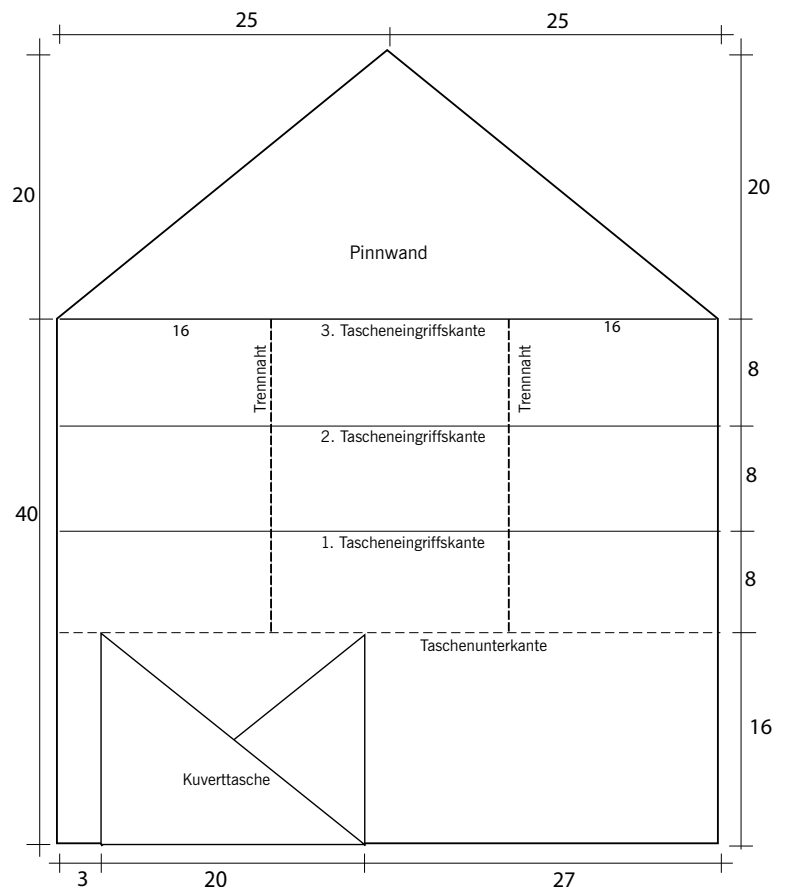 25
25
20
20
Pinnwand
16
3. Tascheneingriffskante
16
Trennnaht
Trennnaht
8
2. Tascheneingriffskante
8
40
1. Tascheneingriffskante
8
Taschenunterkante
16
Kuverttasche
3
20
27